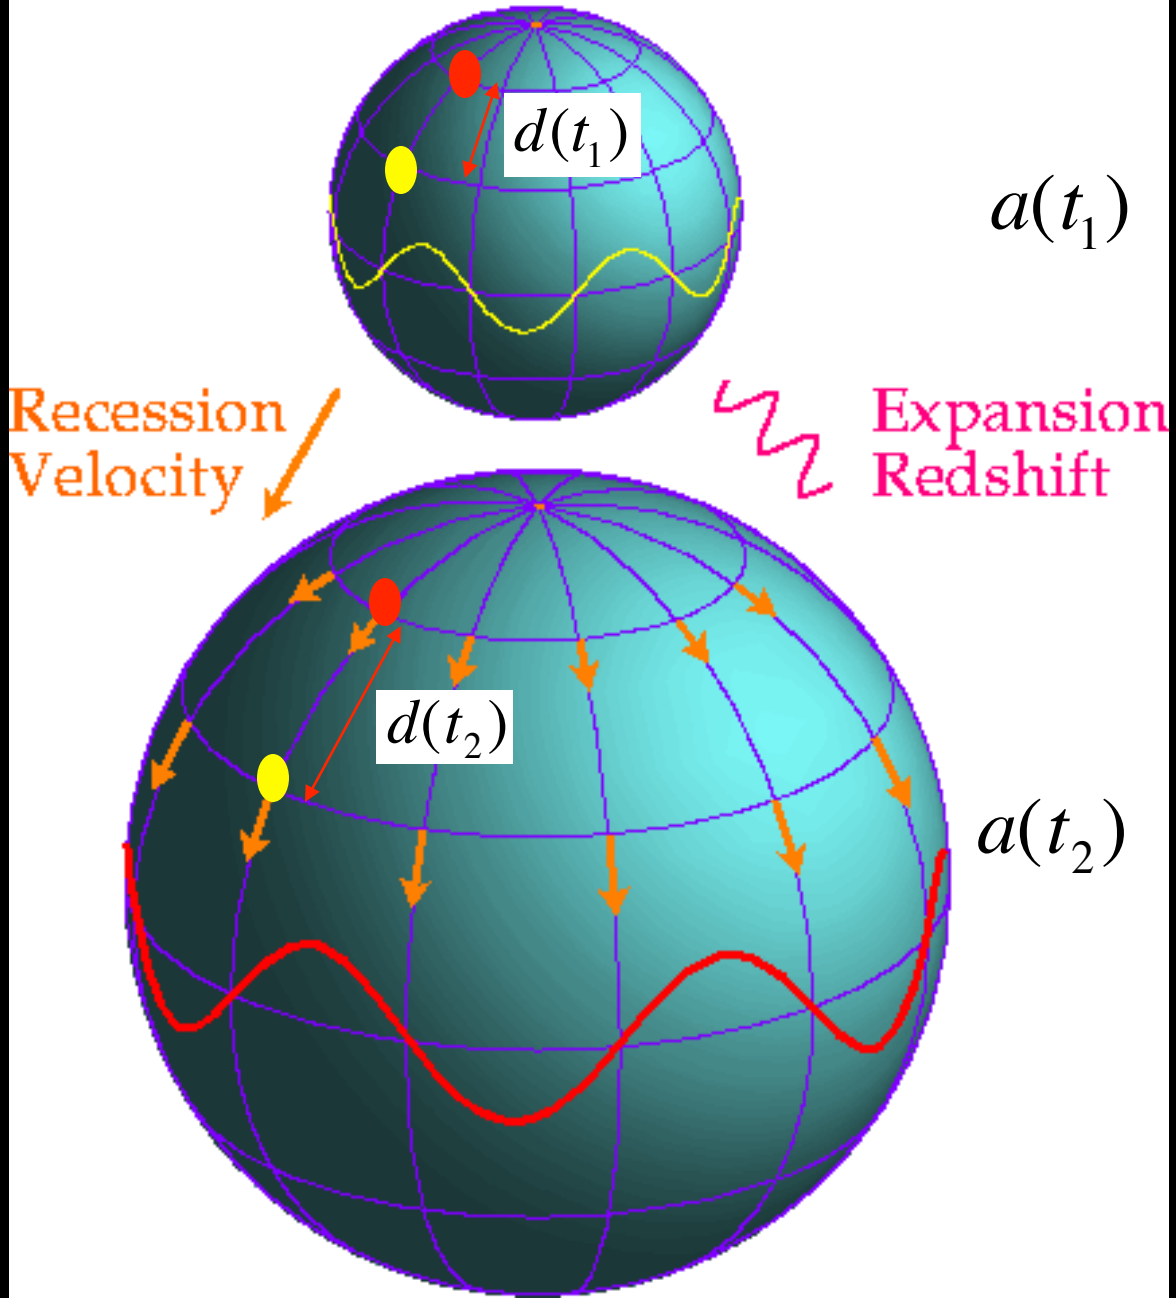 d(t₁)
a(t₁)
Recession
Velocity
Expansion
Redshift
d(t₂)
a(t₂)